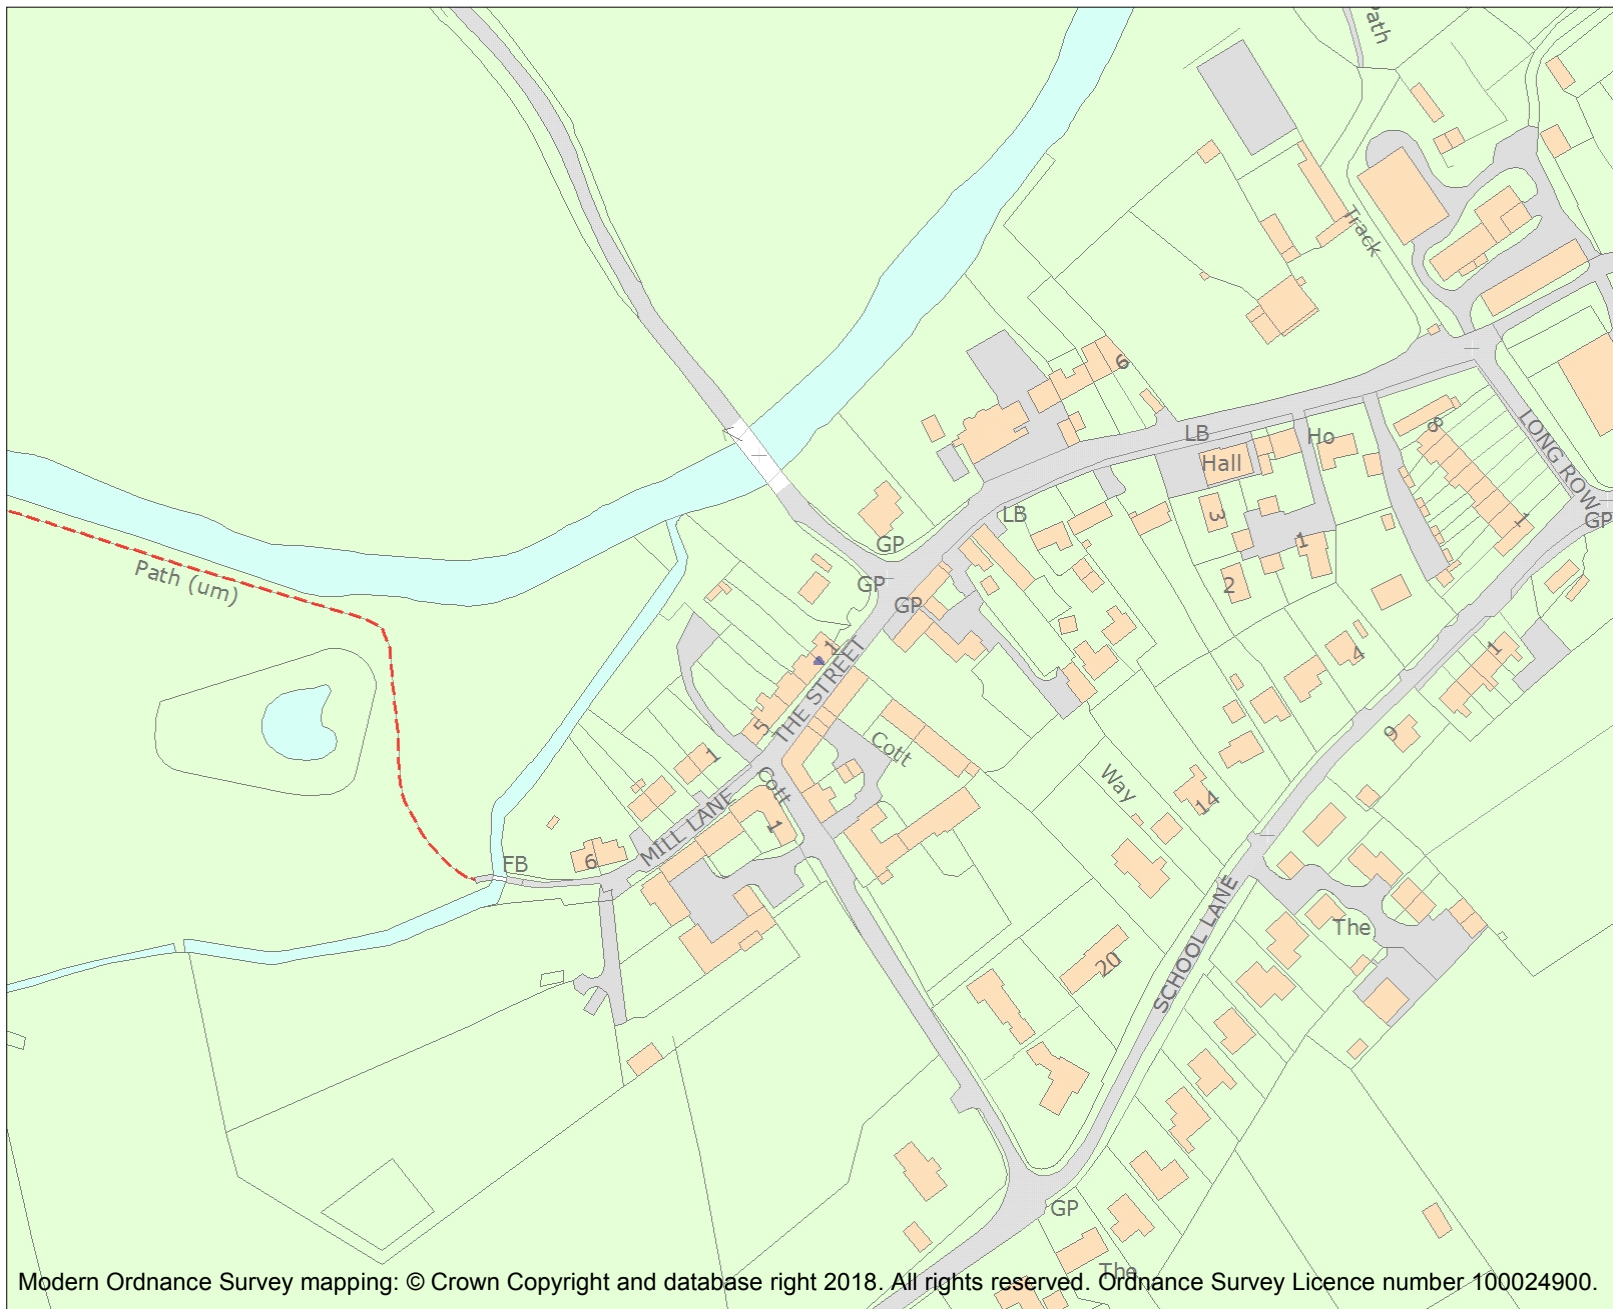 Path
Track
6
LB
Ho
8
Hall
LONG ROW
LB
3
1
GP
GP
1
GP
GP
Path (um)
2
1
THE STREET
4
1
5
Cott
9
1
Cott
Way
14
MILL LANE
1
FB
6
The
SCHOOL LANE
20
GP
The
Modern Ordnance Survey mapping: © Crown Copyright and database right 2018. All rights reserved. Ordnance Survey Licence number 100024900.